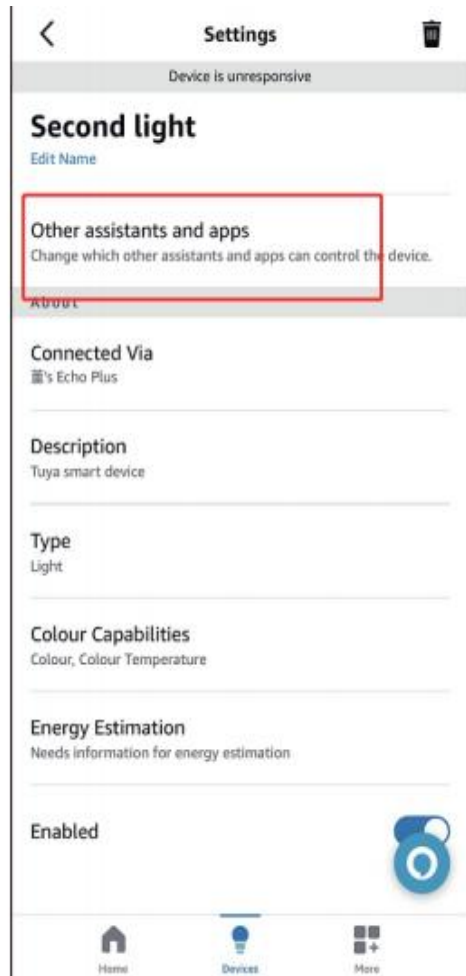 Settings
Device is unresponsive
Second light
Edit Name
Other assistants and apps
Change which other assistants and apps can control the device.
About
Connected Via
董's Echo Plus
Description
Tuya smart device
Type
Light
Colour Capabilities
Colour, Colour Temperature
Energy Estimation
Needs information for energy estimation
Enabled
Home
Devices
More